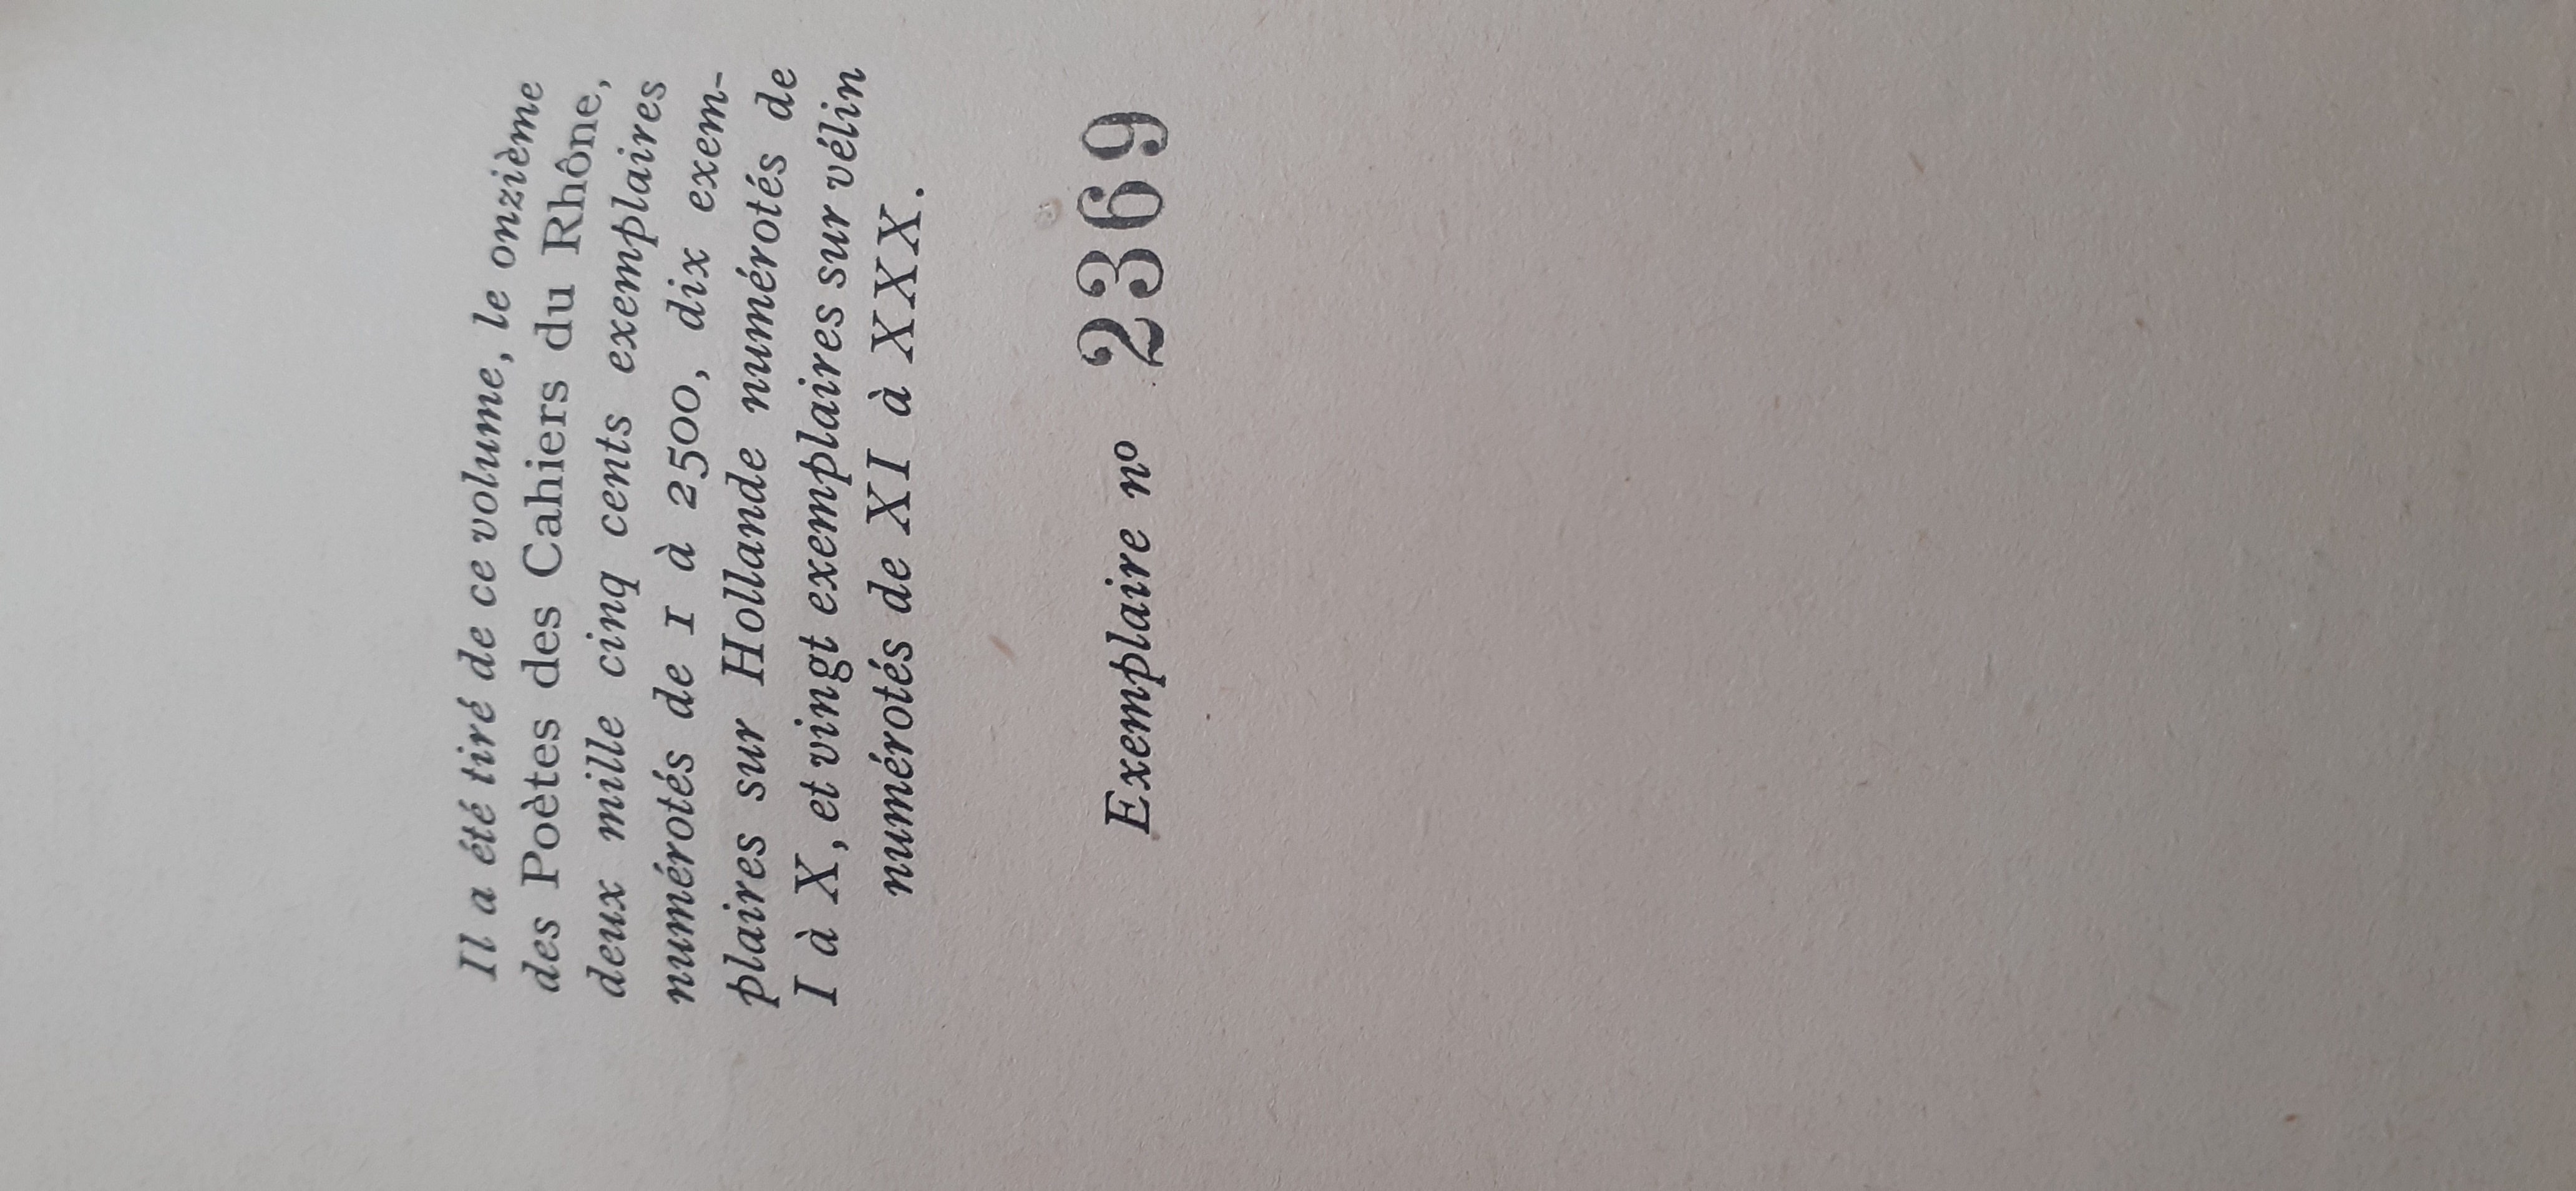 Il a été tiré de ce volume, le onzième
des Poètes des Cahiers du Rhône,
deux mille cinq cents exemplaires
numérotés de 1 à 2500, dix exem-
plaires sur Hollande numérotés de
I à X, et vingt exemplaires sur vélin
numérotés de XI à XXX.
Exemplaire nº 2369